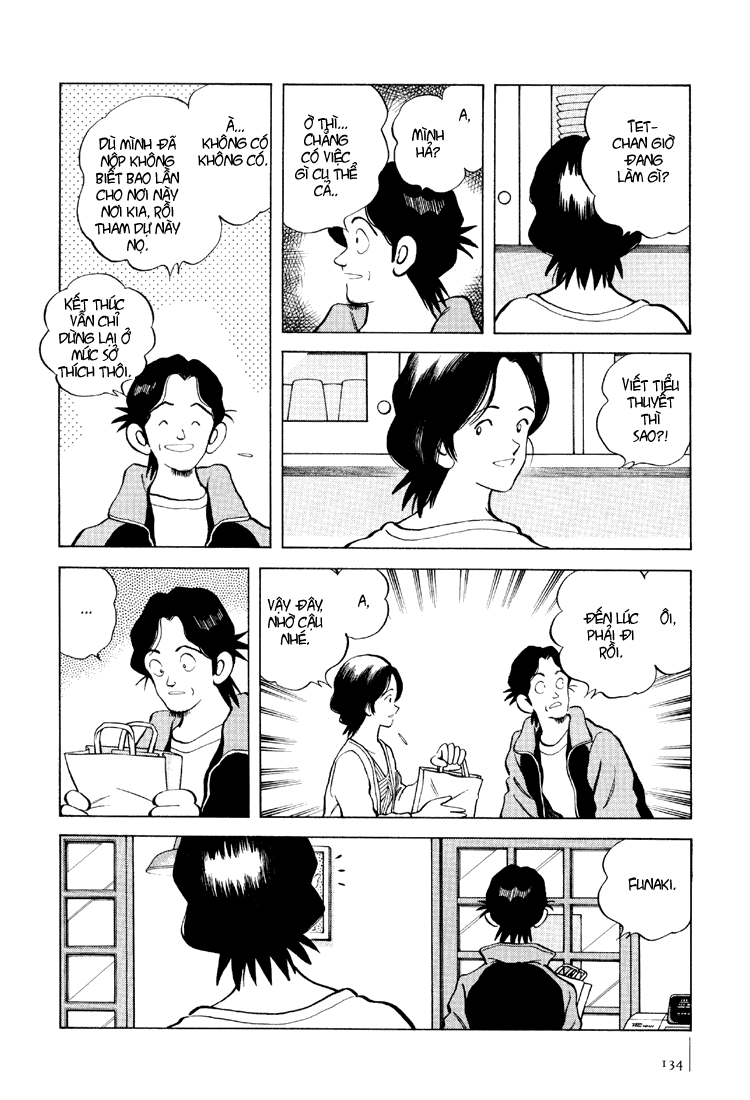 TET-
CHAN GIỜ
ĐANG
LÀM GÌ?
A,
MÌNH
HẢ?
Ờ THÌ...
CHẲNG
CÓ VIỆC
GÌ CỤ THỂ
CẢ..
À...
KHÔNG CÓ
KHÔNG CÓ.
DÙ MÌNH ĐÃ
NỘP KHÔNG
BIẾT BAO LẦN
CHO NƠI NÀY
NƠI KIA, RỒI
THAM DỰ NÀY
NỌ.
KẾT THÚC
VẪN CHỈ
DỪNG LẠI Ở
MỨC SỞ
THÍCH THÔI.
VIẾT TIỂU
THUYẾT
THÌ
SAO?!
ÔI,
ĐẾN LÚC
PHẢI ĐI
RỒI.
A,
VẬY ĐÂY,
NHỜ CẬU
NHÉ.
...
FUNAKI.
134